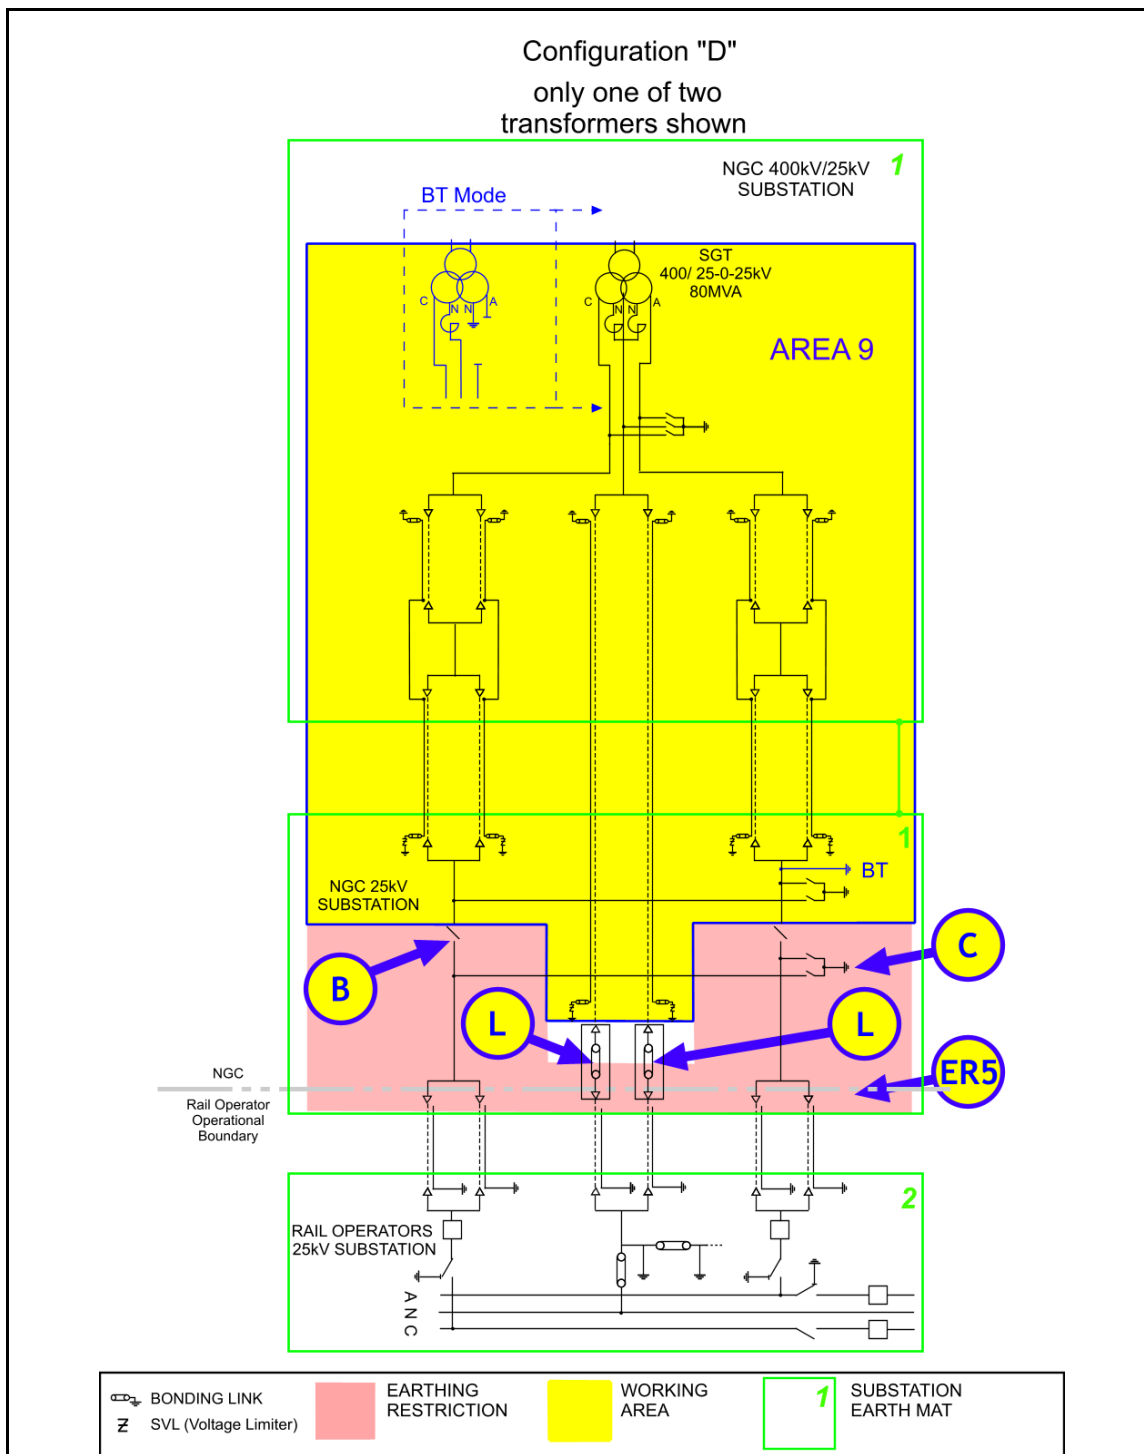 Configuration "D"
only one of two
transformers shown
NGC 400kV/25kV
SUBSTATION
1
BT Mode
SGT
400/ 25-0-25kV
80MVA
C N N A
C N N A
AREA 9
1
BT
NGC 25kV
SUBSTATION
B
C
L
L
ER5
NGC
Rail Operator
Operational
Boundary
2
RAIL OPERATORS
25kV SUBSTATION
A
N
C
BONDING LINK
SVL (Voltage Limiter)
EARTHING
RESTRICTION
WORKING
AREA
1
SUBSTATION
EARTH MAT